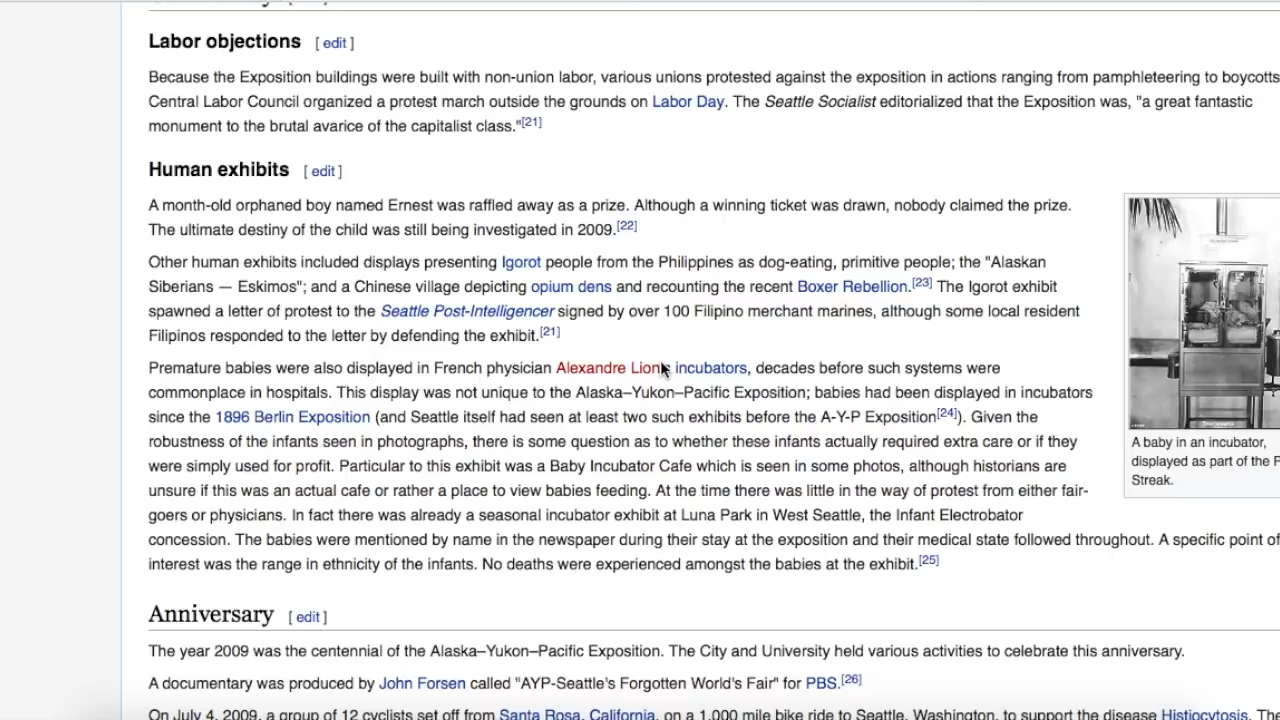 Labor objections [ edit ]
Because the Exposition buildings were built with non-union labor, various unions protested against the exposition in actions ranging from pamphleteering to boycotts
Central Labor Council organized a protest march outside the grounds on Labor Day. The Seattle Socialist editorialized that the Exposition was, "a great fantastic
monument to the brutal avarice of the capitalist class."[21]
Human exhibits [ edit ]
A month-old orphaned boy named Ernest was raffled away as a prize. Although a winning ticket was drawn, nobody claimed the prize.
The ultimate destiny of the child was still being investigated in 2009.[22]
Other human exhibits included displays presenting Igorot people from the Philippines as dog-eating, primitive people; the "Alaskan
Siberians — Eskimos"; and a Chinese village depicting opium dens and recounting the recent Boxer Rebellion.[23] The Igorot exhibit
spawned a letter of protest to the Seattle Post-Intelligencer signed by over 100 Filipino merchant marines, although some local resident
Filipinos responded to the letter by defending the exhibit.[21]
Premature babies were also displayed in French physician Alexandre Lion incubators, decades before such systems were
commonplace in hospitals. This display was not unique to the Alaska–Yukon–Pacific Exposition; babies had been displayed in incubators
since the 1896 Berlin Exposition (and Seattle itself had seen at least two such exhibits before the A-Y-P Exposition[24]). Given the
robustness of the infants seen in photographs, there is some question as to whether these infants actually required extra care or if they
were simply used for profit. Particular to this exhibit was a Baby Incubator Cafe which is seen in some photos, although historians are
unsure if this was an actual cafe or rather a place to view babies feeding. At the time there was little in the way of protest from either fair-
goers or physicians. In fact there was already a seasonal incubator exhibit at Luna Park in West Seattle, the Infant Electrobator
concession. The babies were mentioned by name in the newspaper during their stay at the exposition and their medical state followed throughout. A specific point of
interest was the range in ethnicity of the infants. No deaths were experienced amongst the babies at the exhibit.[25]
A baby in an incubator,
displayed as part of the
Streak.
Anniversary [ edit ]
The year 2009 was the centennial of the Alaska–Yukon–Pacific Exposition. The City and University held various activities to celebrate this anniversary.
A documentary was produced by John Forsen called "AYP-Seattle's Forgotten World's Fair" for PBS.[26]
On July 4, 2009, a group of 12 cyclists set off from Santa Rosa, California, on a 1,000 mile bike ride to Seattle, Washington, to support the disease Histiocytosis. The